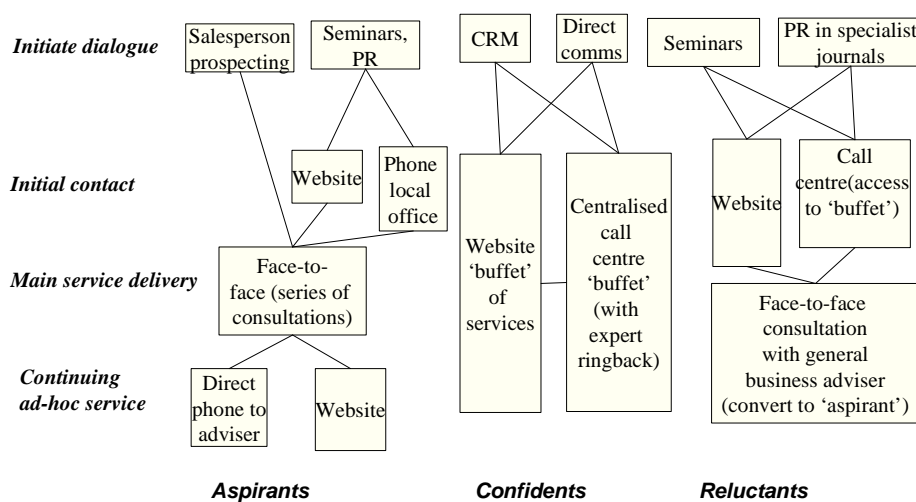 Initiate dialogue
Salesperson
prospecting
Seminars,
PR
CRM
Direct
comms
Seminars
PR in specialist
journals
Initial contact
Website
Phone
local
office
Website
‘buffet’
of
services
Centralised
call
centre
‘buffet’
(with
expert
ringback)
Website
Call
centre(access
to ‘buffet’)
Main service delivery
Face-to-
face (series of
consultations)
Face-to-face
consultation
with general
business adviser
(convert to ‘aspirant’)
Continuing
ad-hoc service
Direct
phone to
adviser
Website
Aspirants
Confidents
Reluctants